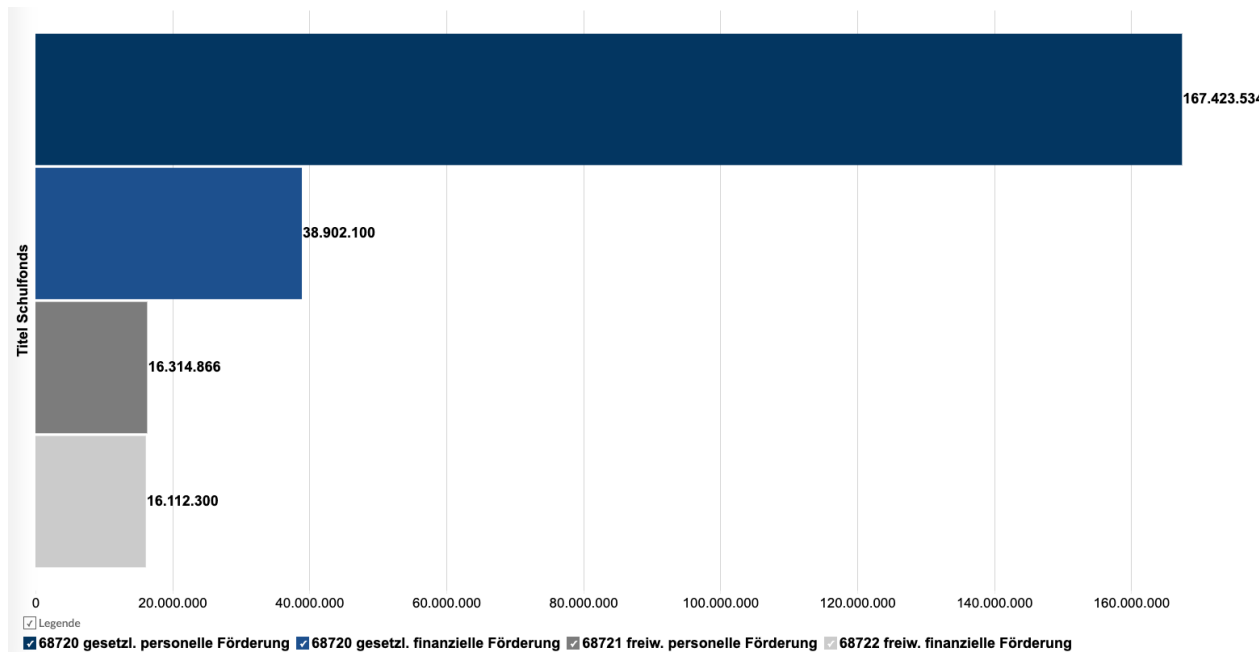 167.423.534
38.902.100
Titel Schulfonds
16.314.866
16.112.300
0 20.000.000 40.000.000 60.000.000 80.000.000 100.000.000 120.000.000 140.000.000 160.000.000
Legende
68720 gesetzl. personelle Förderung 68720 gesetzl. finanzielle Förderung 68721 freiw. personelle Förderung 68722 freiw. finanzielle Förderung